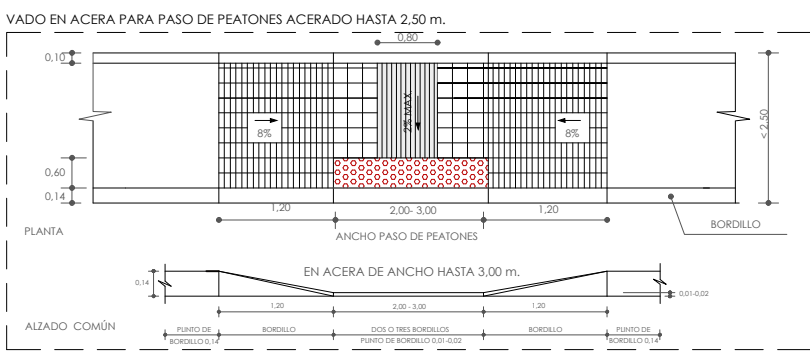 VADO EN ACERA PARA PASO DE PEATONES ACERADO HASTA 2,50 m.
0,80
0,10
2% MAX.
8%
8%
< 2,50
0,60
0,14
1,20
2,00- 3,00
1,20
PLANTA
ANCHO PASO DE PEATONES
BORDILLO
EN ACERA DE ANCHO HASTA 3,00 m.
0,14
0,01-0,02
1,20
2,00 - 3,00
1,20
ALZADO COMÚN
PUNTO DE
BORDILLO 0,14
BORDILLO
DOS O TRES BORDILLOS
PUNTO DE BORDILLO 0,01-0,02
BORDILLO
PUNTO DE
BORDILLO 0,14